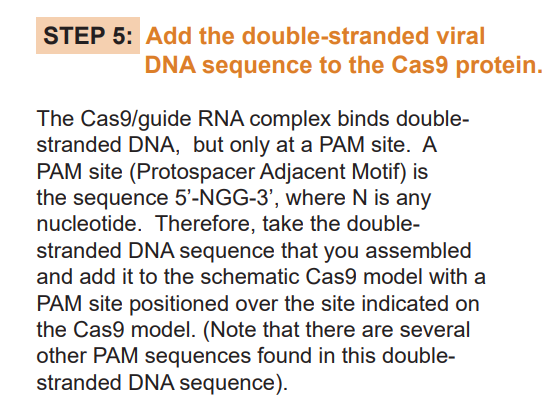 STEP 5: Add the double-stranded viral
DNA sequence to the Cas9 protein.
The Cas9/guide RNA complex binds double-
stranded DNA,  but only at a PAM site.  A
PAM site (Protospacer Adjacent Motif) is
the sequence 5’-NGG-3’, where N is any
nucleotide.  Therefore, take the double-
stranded DNA sequence that you assembled
and add it to the schematic Cas9 model with a
PAM site positioned over the site indicated on
the Cas9 model. (Note that there are several
other PAM sequences found in this double-
stranded DNA sequence).